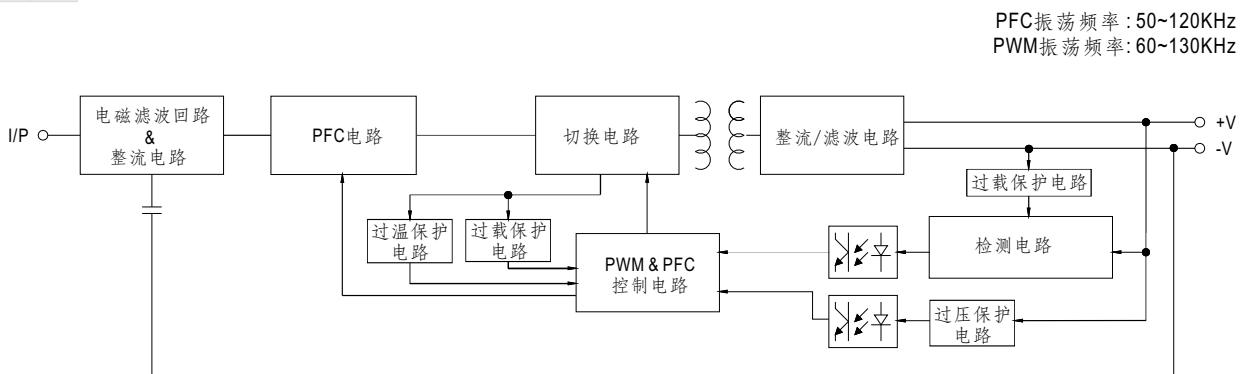 PFC振荡频率 : 50~120KHz
PWM振荡频率: 60~130KHz
I/P
电磁滤波回路
&
整流电路
PFC电路
切换电路
整流/滤波电路
+V
-V
过载保护电路
过温保护
电路
过载保护
电路
PWM & PFC
控制电路
检测电路
过压保护
电路